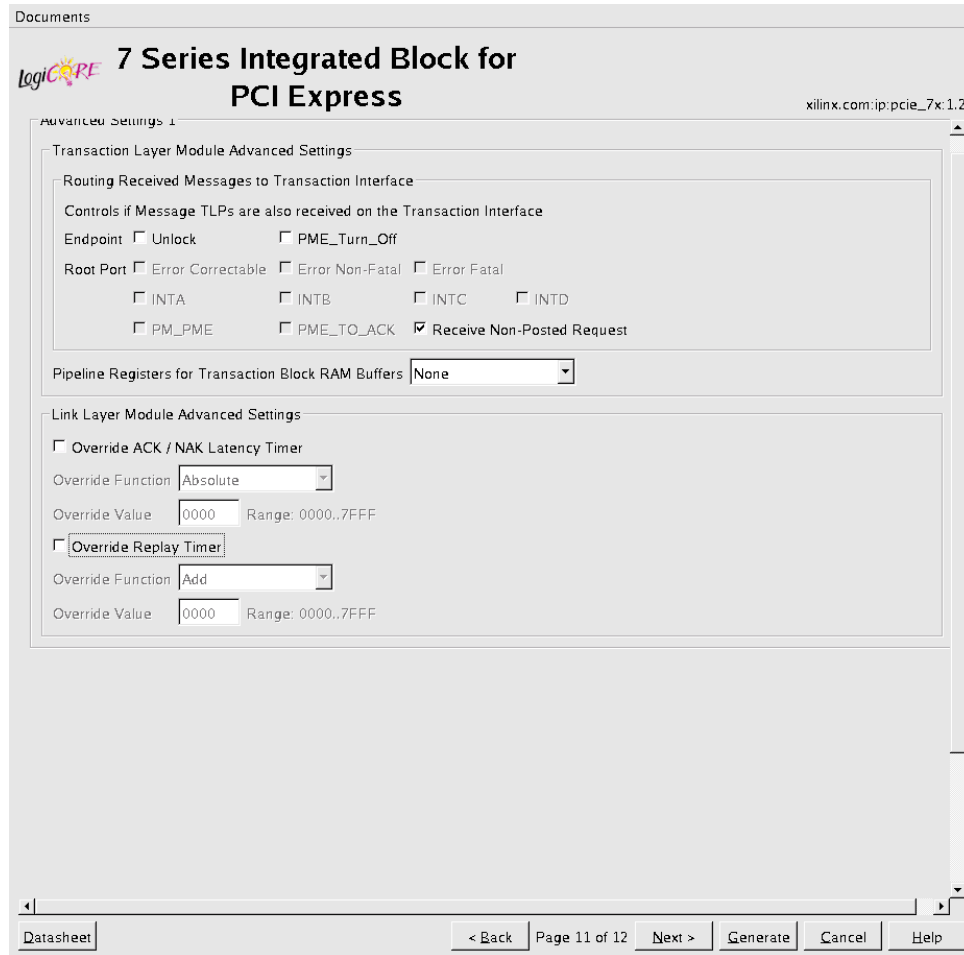 Documents
LogiCORE
7 Series Integrated Block for
PCI Express
xilinx.com:ip:pcie_7x:1.2
Advanced Settings 1
Transaction Layer Module Advanced Settings
Routing Received Messages to Transaction Interface
Controls if Message TLPs are also received on the Transaction Interface
Endpoint Unlock PME_Turn_Off
Root Port Error Correctable Error Non-Fatal Error Fatal
INTA INTB INTC INTD
PM_PME PME_TO_ACK Receive Non-Posted Request
Pipeline Registers for Transaction Block RAM Buffers None
Link Layer Module Advanced Settings
Override ACK / NAK Latency Timer
Override Function Absolute
Override Value 0000 Range: 0000..7FFF
Override Replay Timer
Override Function Add
Override Value 0000 Range: 0000..7FFF
Datasheet < Back Page 11 of 12 Next > Generate Cancel Help